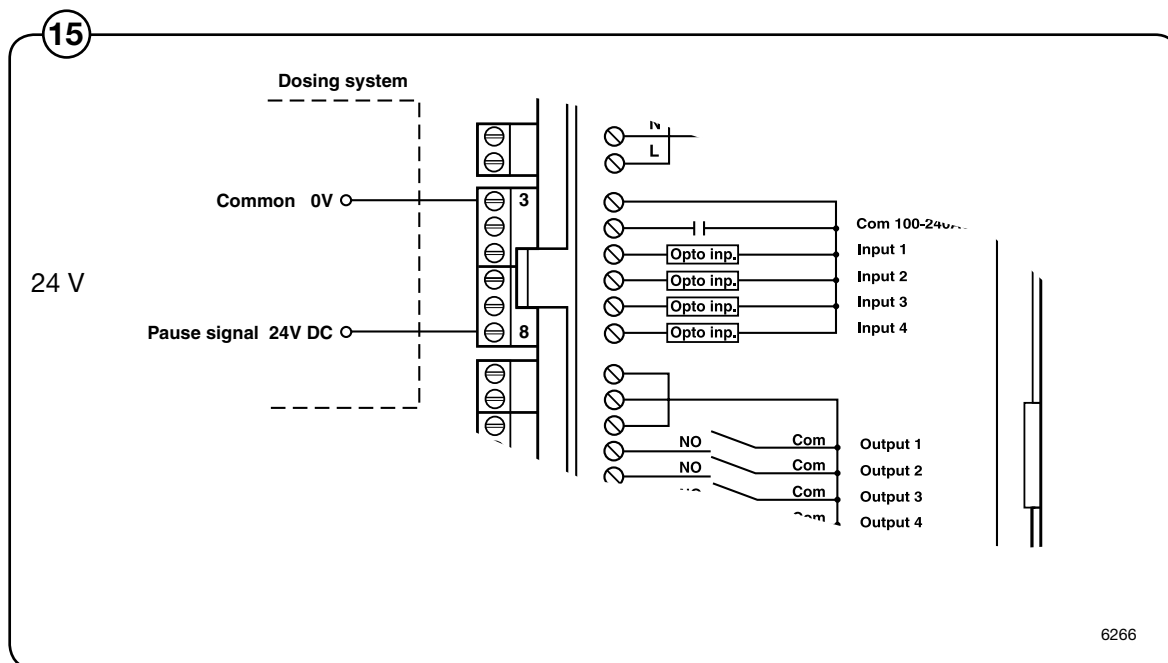 15
Dosing system
L
Common 0V
3
Com
Input 1
Opto inp.
Input 2
Opto inp.
24 V
Input 3
Opto inp.
Input 4
Opto inp.
Pause signal 24V DC
8
NO Com Output 1
NO Com Output 2
Com Output 3
Com Output 4
6266